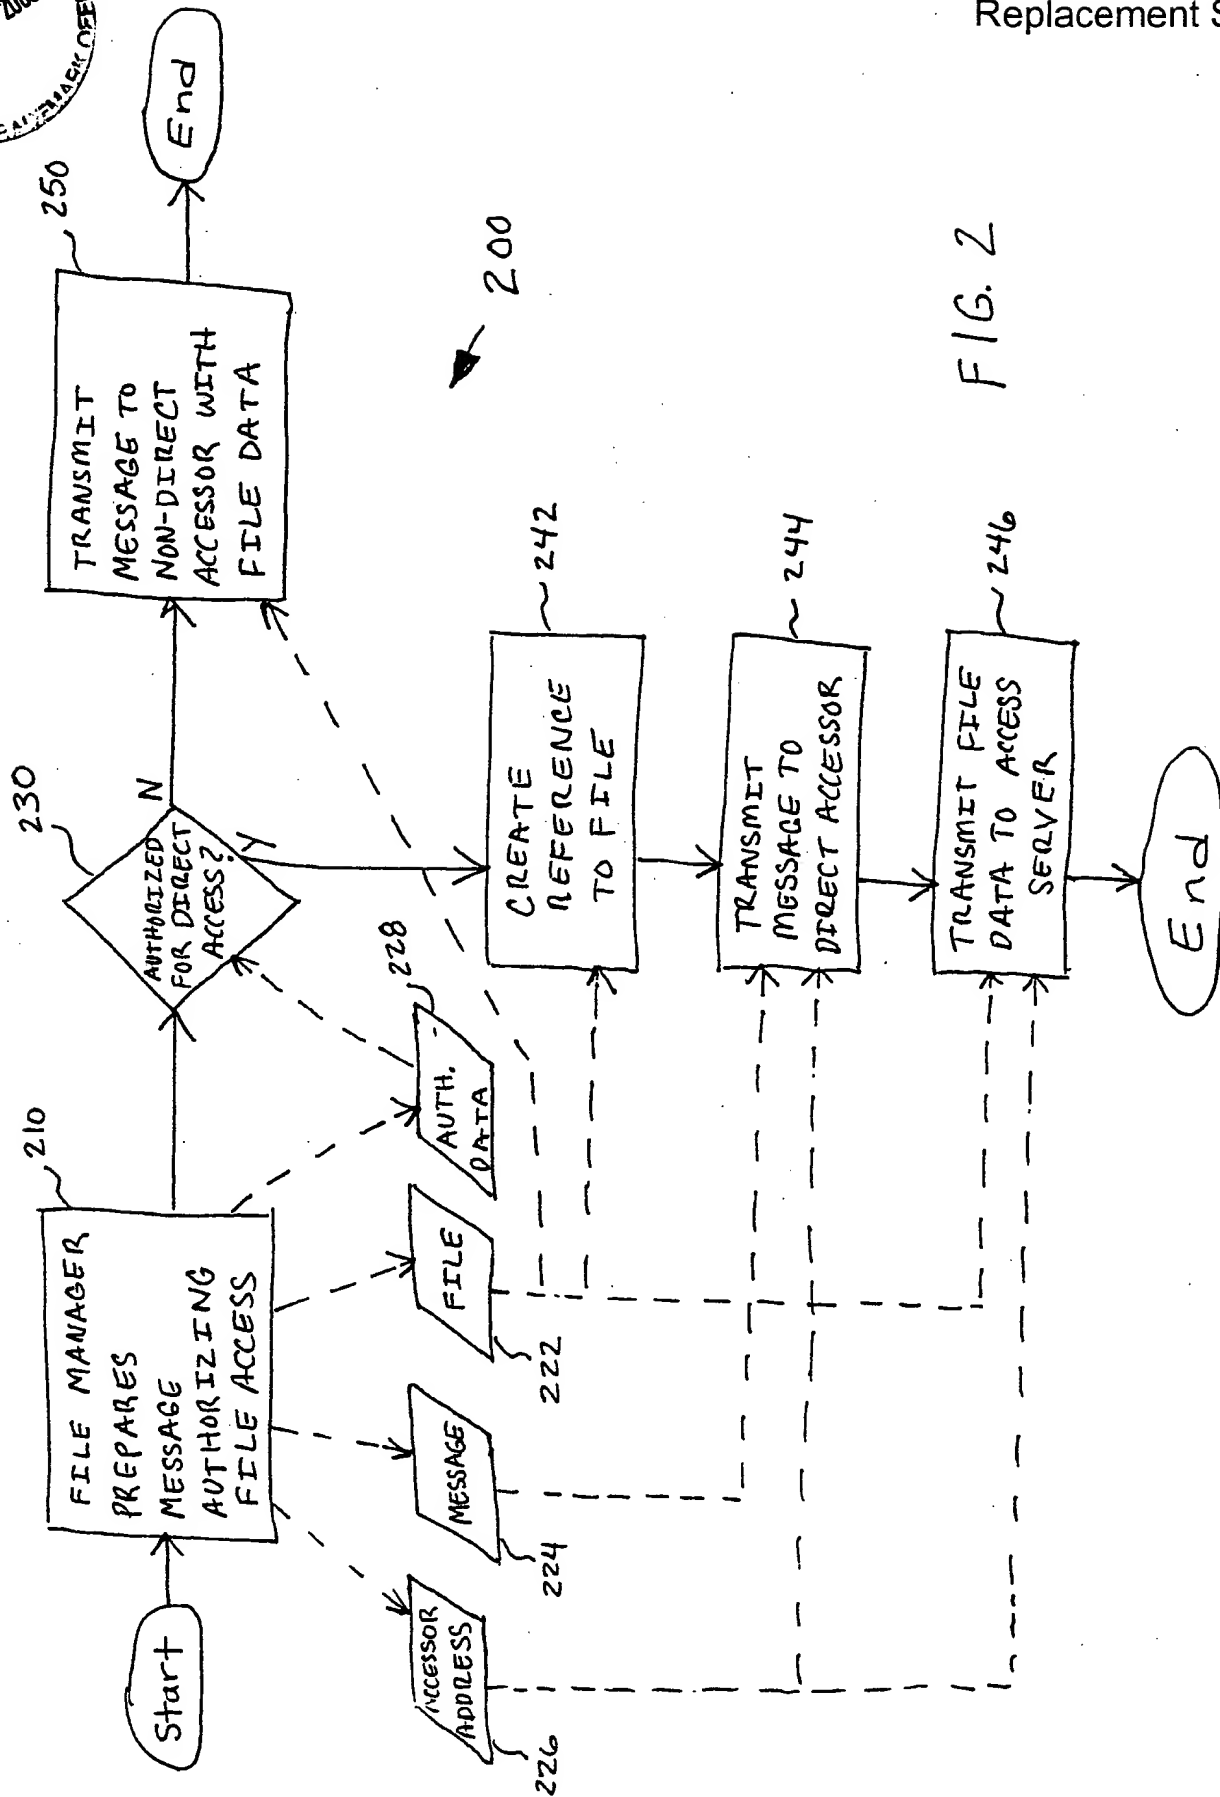 Replacement S
Start
FILE MANAGER
PREPARES
MESSAGE
AUTHORIZING
FILE ACCESS
210
AUTHORIZED
FOR DIRECT
ACCESS?
230
N
Y
TRANSMIT
MESSAGE TO
NON-DIRECT
ACCESSOR WITH
FILE DATA
250
End
ACCESSOR
ADDRESS
226
MESSAGE
224
FILE
222
AUTH.
DATA
228
CREATE
REFERENCE
TO FILE
242
TRANSMIT
MESSAGE TO
DIRECT ACCESSOR
244
TRANSMIT FILE
DATA TO ACCESS
SERVER
246
End
200
FIG. 2